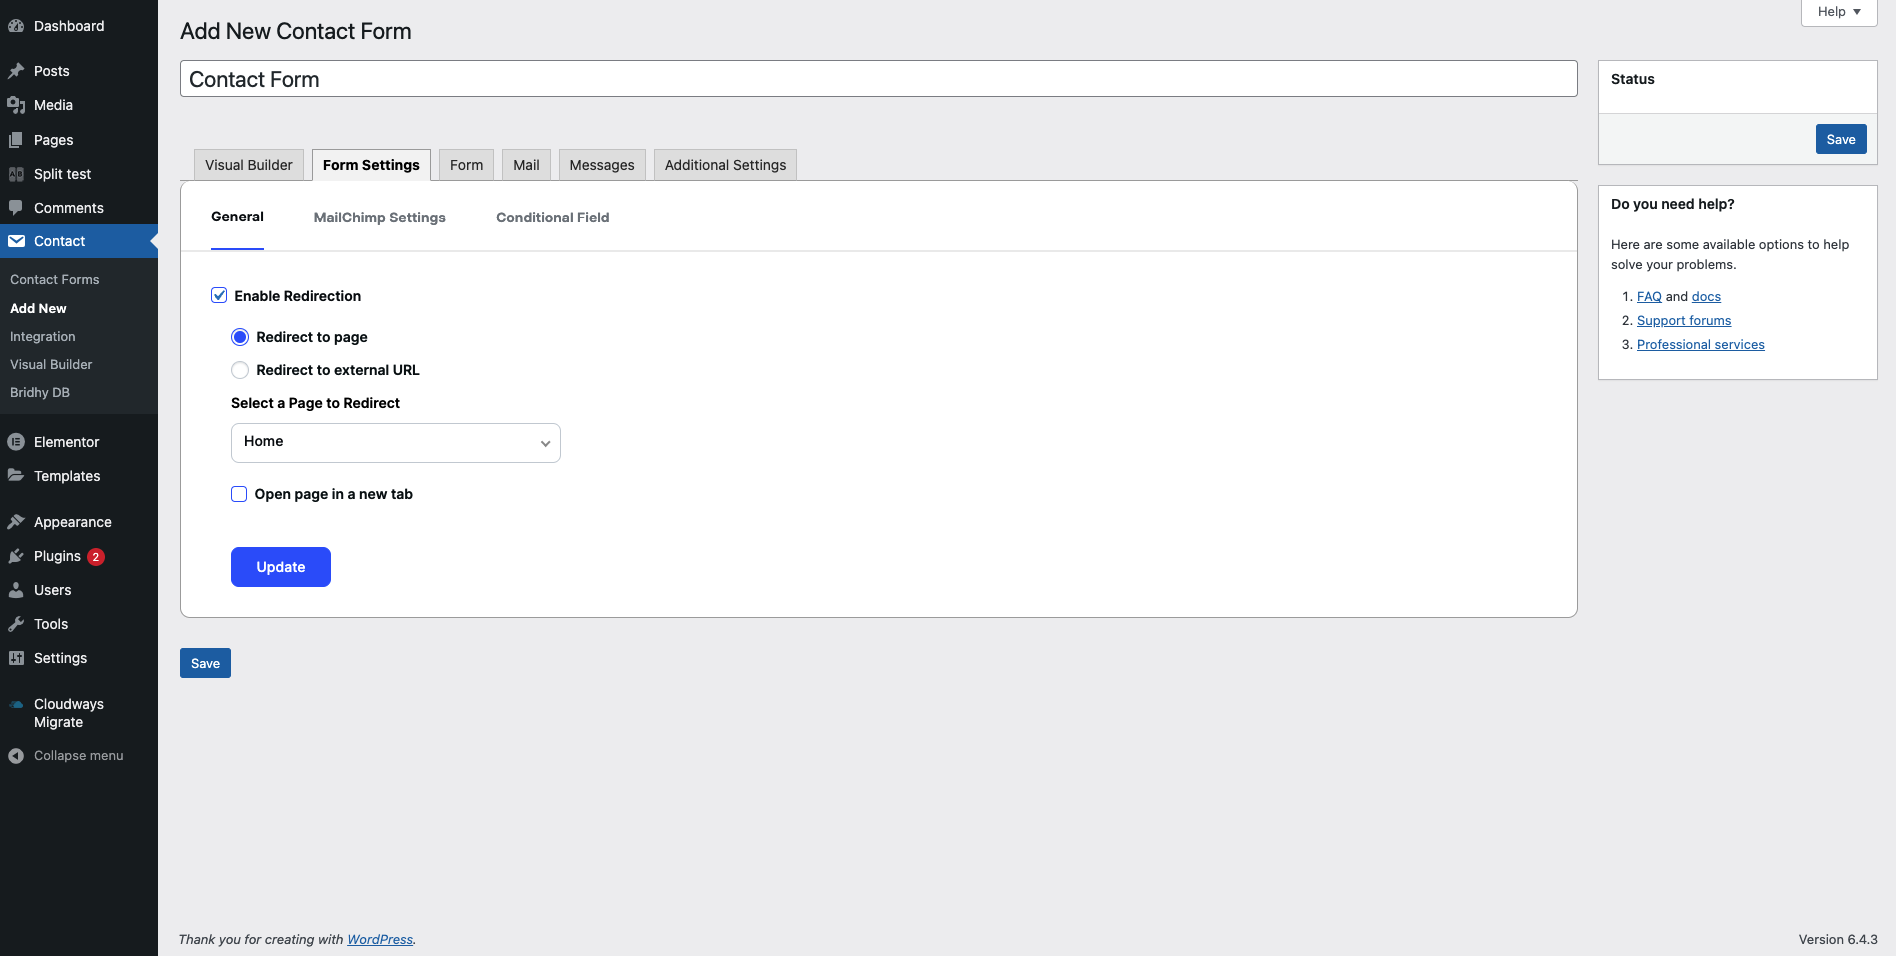 Dashboard
Posts
Media
Pages
Split test
Comments
Contact
Contact Forms
Add New
Integration
Visual Builder
Bridhy DB
Elementor
Templates
Appearance
Plugins 2
Users
Tools
Settings
Cloudways
Migrate
Collapse menu
Help
Add New Contact Form
Contact Form
Visual Builder Form Settings Form Mail Messages Additional Settings
General MailChimp Settings Conditional Field
Enable Redirection
Redirect to page
Redirect to external URL
Select a Page to Redirect
Home
Open page in a new tab
Update
Save
Status
Save
Do you need help?
Here are some available options to help
solve your problems.
1. FAQ and docs
2. Support forums
3. Professional services
Thank you for creating with WordPress.
Version 6.4.3